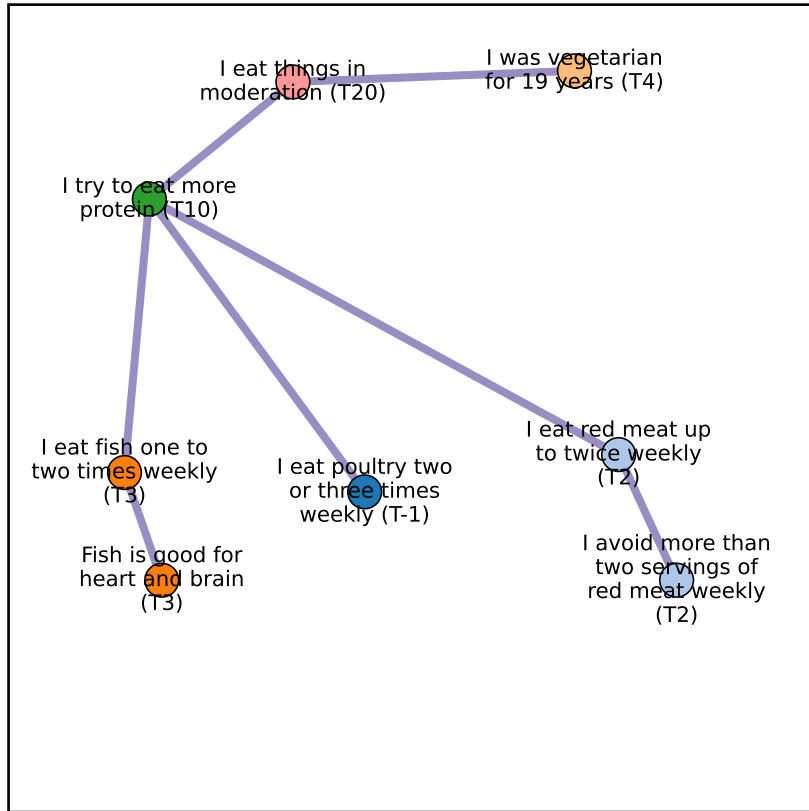 I was vegetarian
for 19 years (T4)
I eat things in
moderation (T20)
I try to eat more
protein (T10)
I eat fish one to
two times weekly
(T3)
I eat poultry two
or three times
weekly (T-1)
I eat red meat up
to twice weekly
(T2)
Fish is good for
heart and brain
(T3)
I avoid more than
two servings of
red meat weekly
(T2)